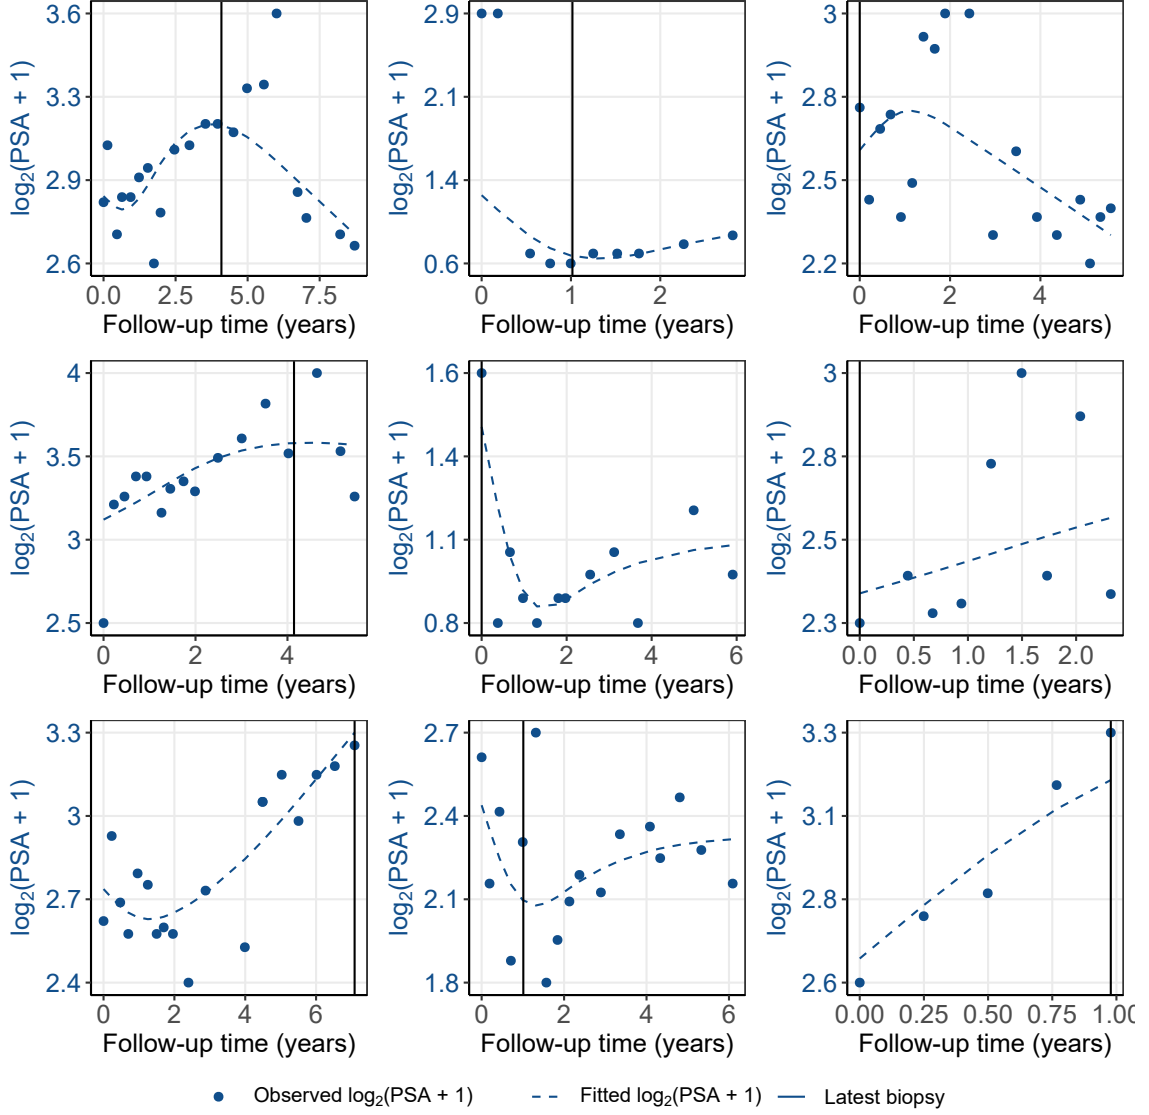 3.6
3.3
2.9
2.6
log2(PSA + 1)
0.0 2.5 5.0 7.5
Follow-up time (years)
2.9
2.1
1.4
0.6
log2(PSA + 1)
0 1 2
Follow-up time (years)
3
2.8
2.5
2.2
log2(PSA + 1)
0 2 4
Follow-up time (years)
4
3.5
3
2.5
log2(PSA + 1)
0 2 4
Follow-up time (years)
1.6
1.4
1.1
0.8
log2(PSA + 1)
0 2 4 6
Follow-up time (years)
3
2.8
2.5
2.3
log2(PSA + 1)
0.0 0.5 1.0 1.5 2.0
Follow-up time (years)
3.3
3
2.7
2.4
log2(PSA + 1)
0 2 4 6
Follow-up time (years)
2.7
2.4
2.1
1.8
log2(PSA + 1)
0 2 4 6
Follow-up time (years)
3.3
3.1
2.8
2.6
log2(PSA + 1)
0.00 0.25 0.50 0.75 1.00
Follow-up time (years)
Observed log2(PSA + 1) Fitted log2(PSA + 1) Latest biopsy